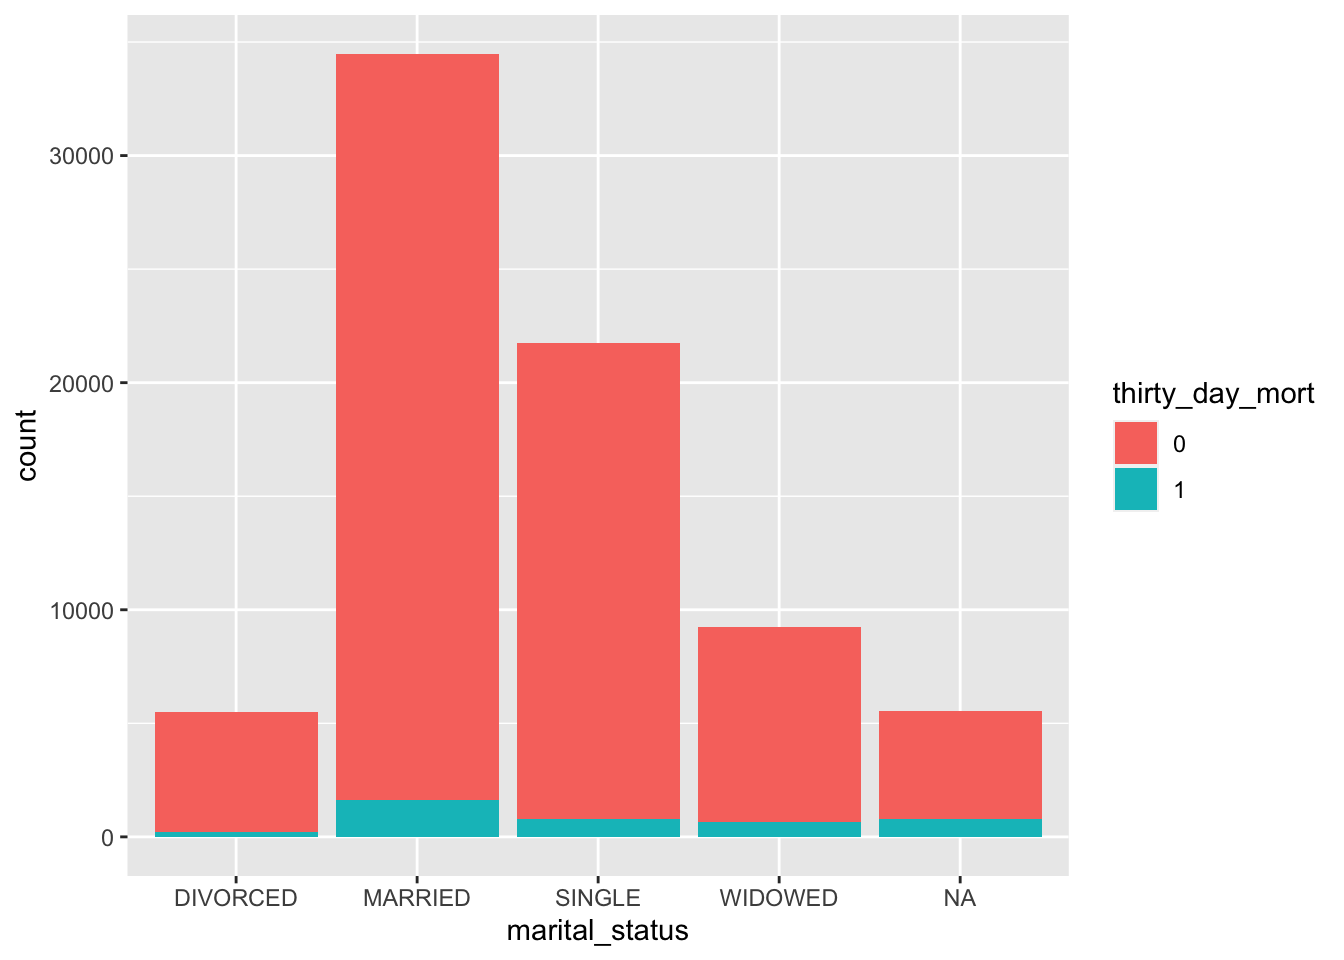 30000
20000
10000
0
count
DIVORCED
MARRIED
SINGLE
WIDOWED
NA
marital_status
thirty_day_mort
0
1